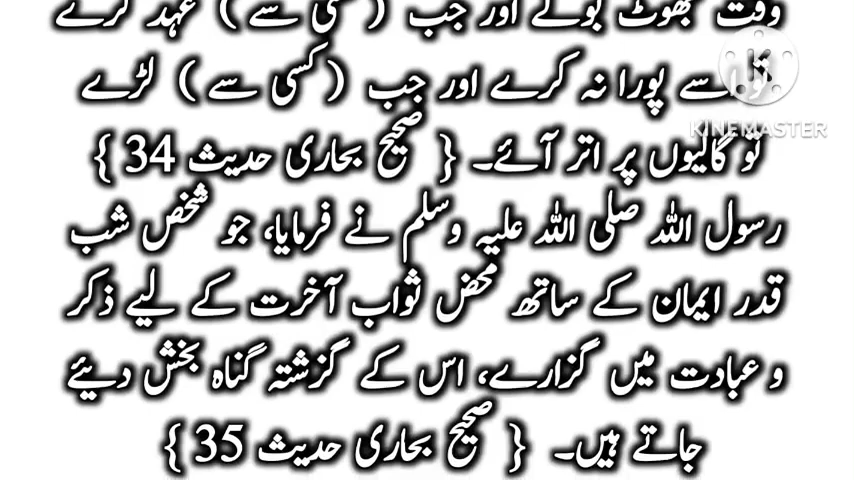 وقت جھوٹ بولے اور جب (کسی سے) عہد کرے
تو اسے پورا نہ کرے اور جب (کسی سے) لڑے
تو گالیوں پر اتر آئے۔ { صحیح بخاری حدیث 34 }
رسول اللہ صلی اللہ علیہ وسلم نے فرمایا، جو شخص شب
قدر ایمان کے ساتھ محض ثواب آخرت کے لیے ذکر
و عبادت میں گزارے، اس کے گزشتہ گناہ بخش دیئے
جاتے ہیں۔ { صحیح بخاری حدیث 35 }
KINEMASTER